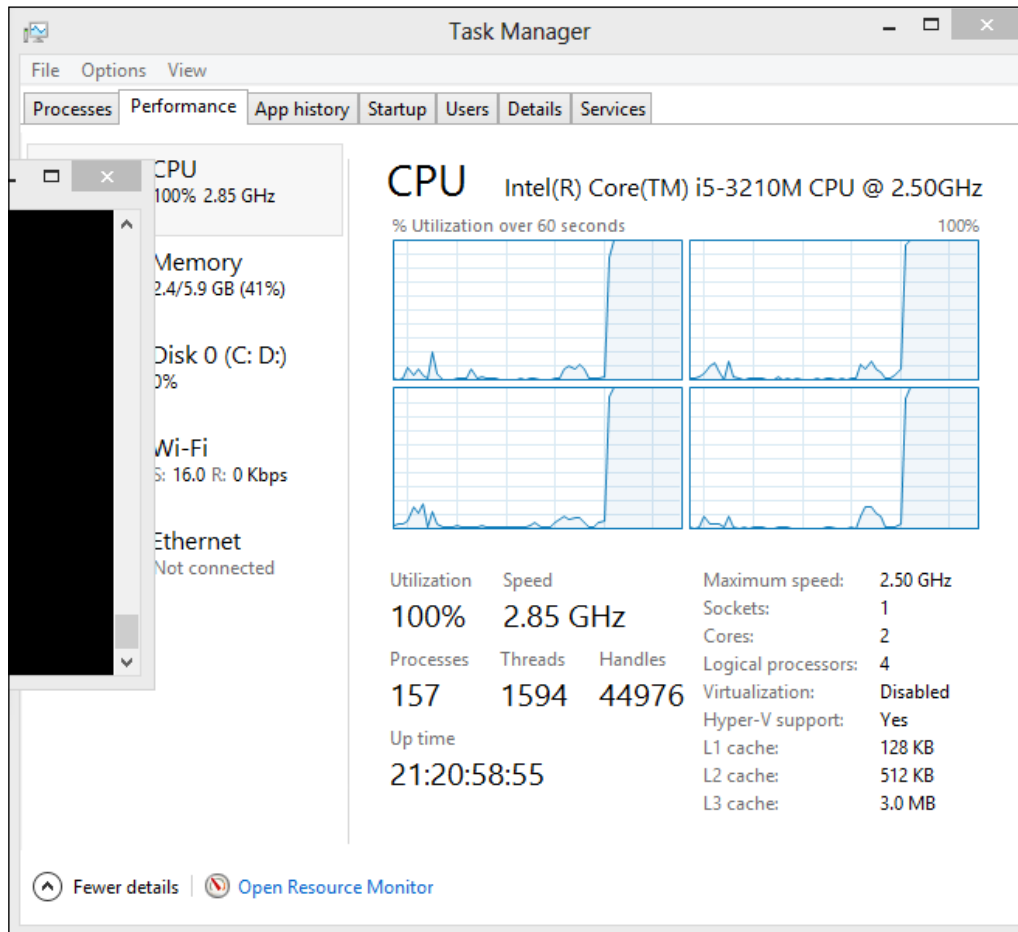 Task Manager
File Options View
Processes Performance App history Startup Users Details Services
CPU
100% 2.85 GHz
Memory
2.4/5.9 GB (41%)
Disk 0 (C: D:)
0%
Wi-Fi
S: 16.0 R: 0 Kbps
Ethernet
Not connected
CPU Intel(R) Core(TM) i5-3210M CPU @ 2.50GHz
% Utilization over 60 seconds 100%
Utilization Speed
100% 2.85 GHz
Processes Threads Handles
157 1594 44976
Up time
21:20:58:55
Maximum speed: 2.50 GHz
Sockets: 1
Cores: 2
Logical processors: 4
Virtualization: Disabled
Hyper-V support: Yes
L1 cache: 128 KB
L2 cache: 512 KB
L3 cache: 3.0 MB
Fewer details Open Resource Monitor